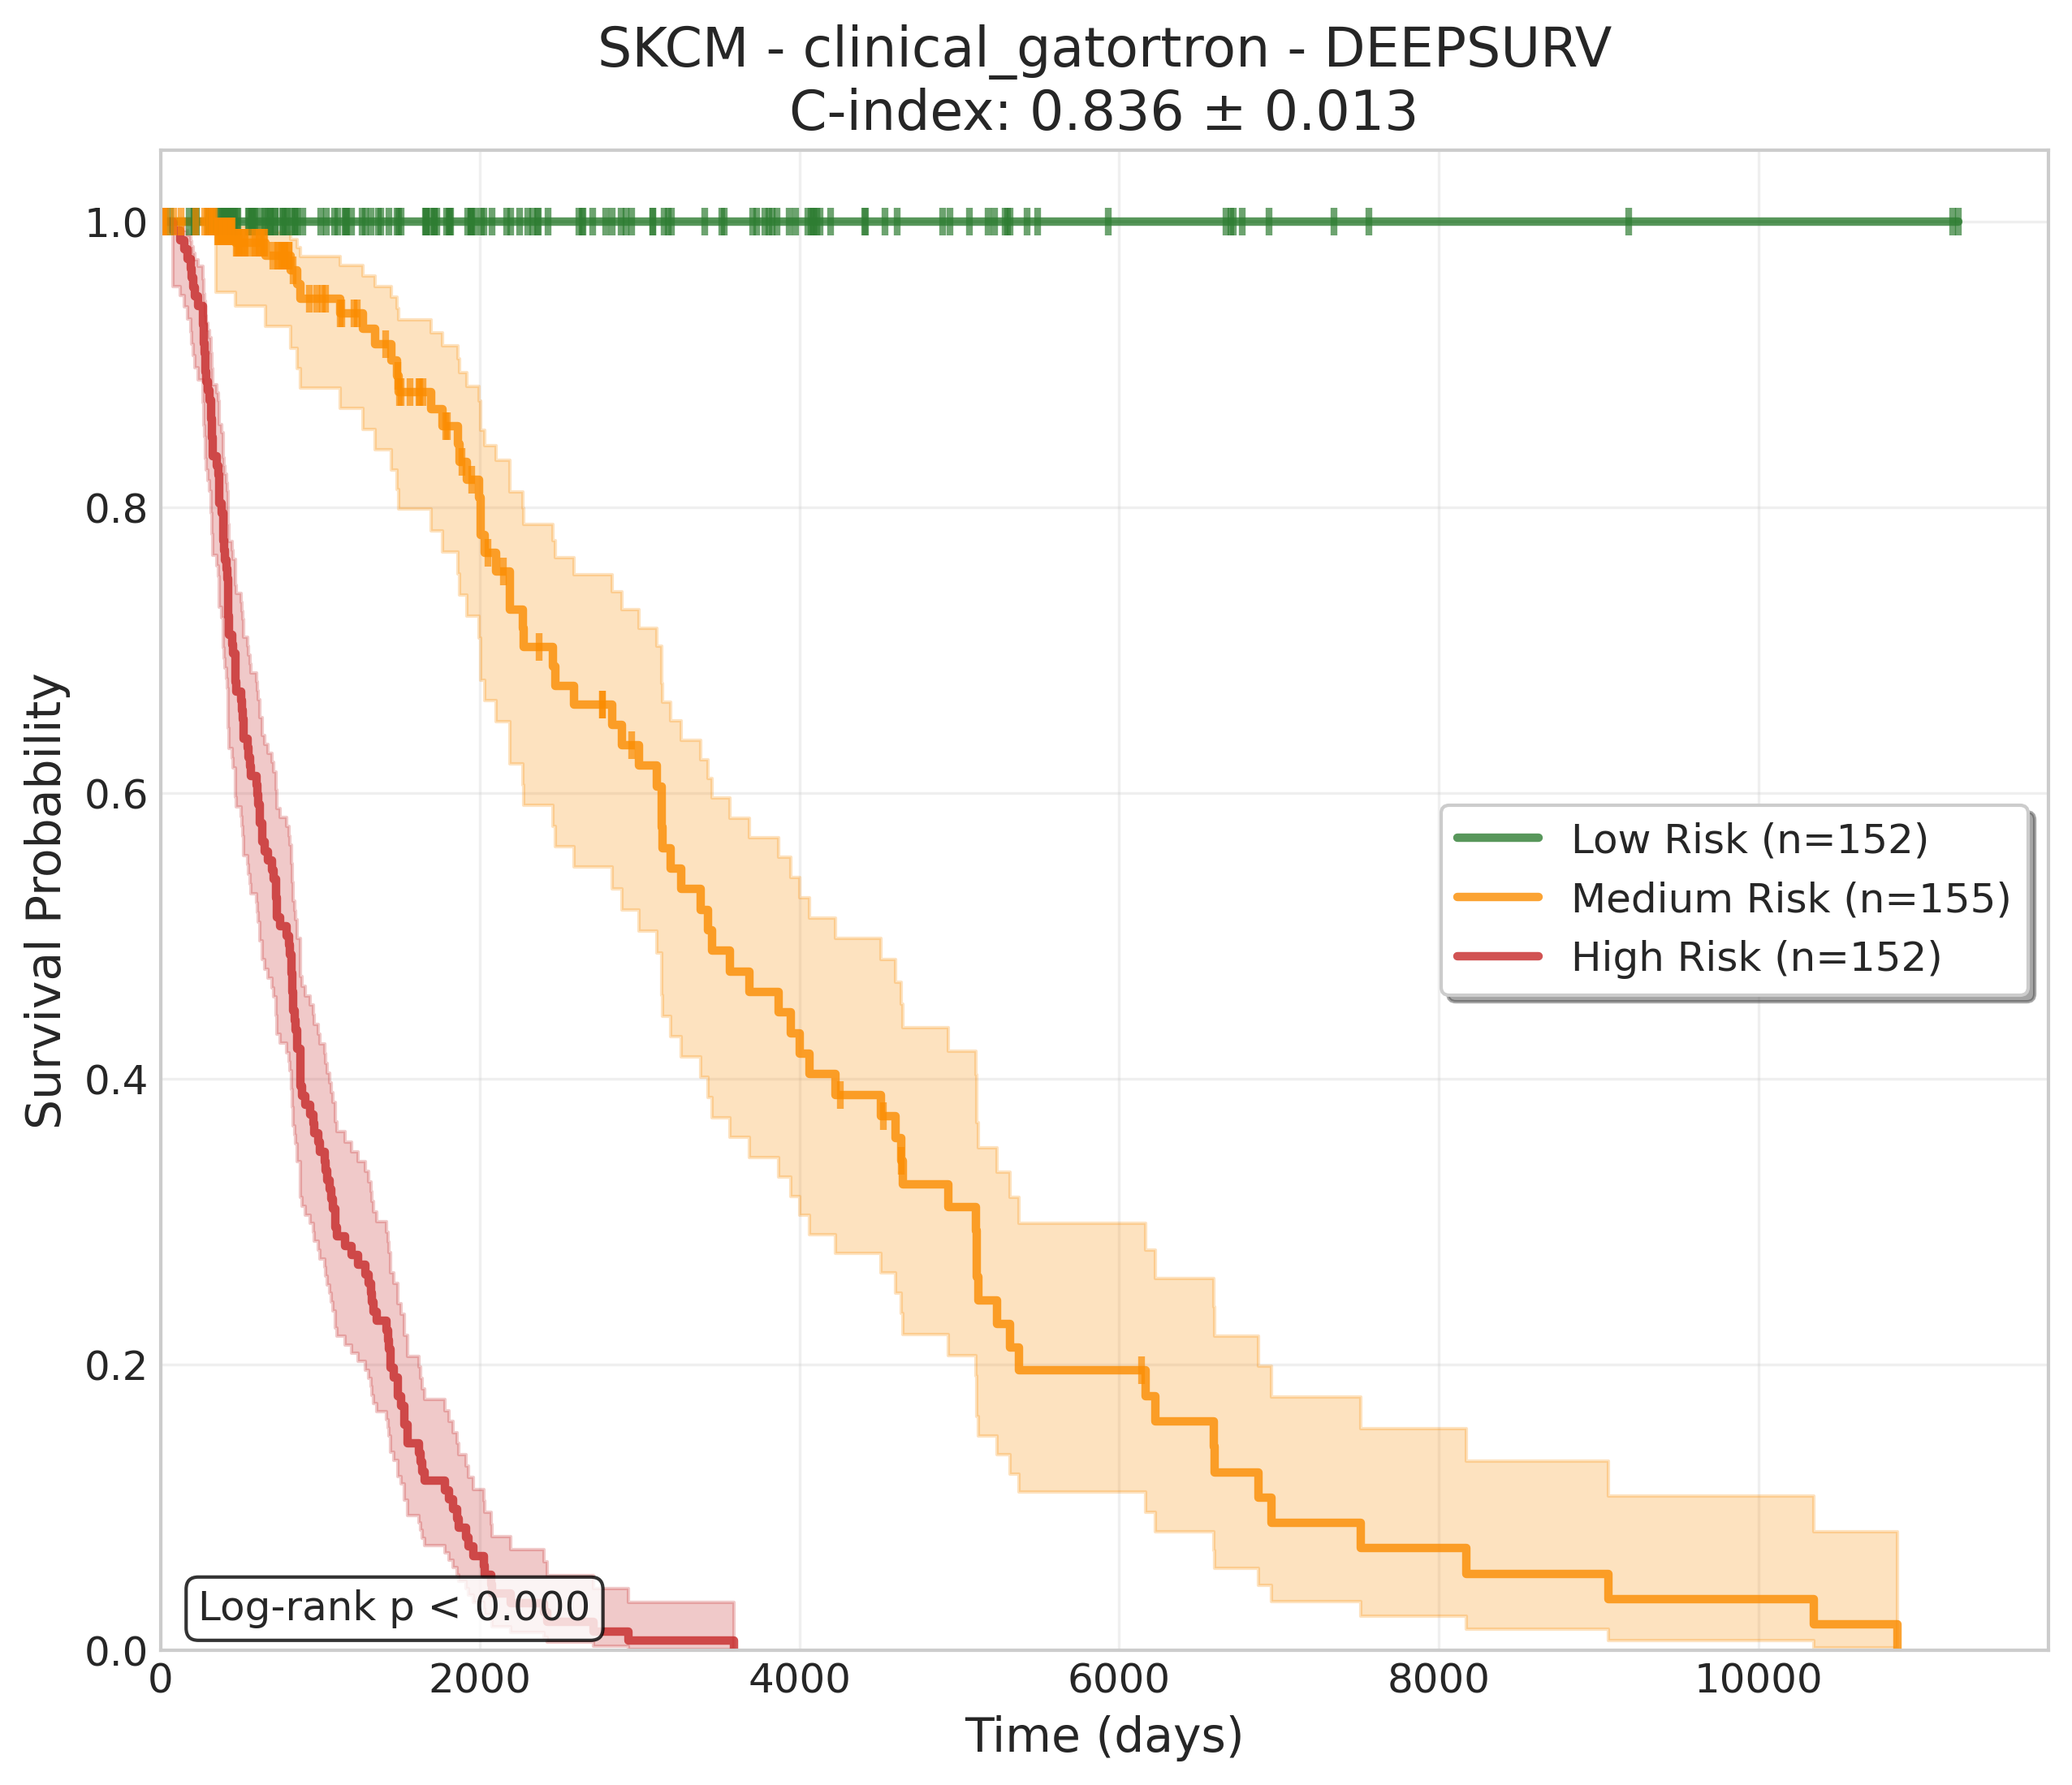 SKCM - clinical_gatortron - DEEPSURV
C-index: 0.836 ± 0.013
Survival Probability
1.0
0.8
0.6
0.4
0.2
0.0
Low Risk (n=152)
Medium Risk (n=155)
High Risk (n=152)
Log-rank p < 0.000
0 2000 4000 6000 8000 10000
Time (days)